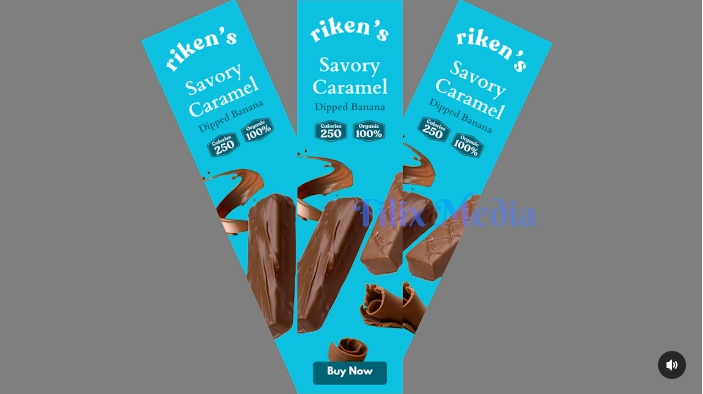 riken's
Savory
Caramel
Dipped Banana
Calories
250
Organic
100%
riken's
Savory
Caramel
Dipped Banana
Calories
250
Organic
100%
riken's
Savory
Caramel
Dipped Banana
Calories
250
Organic
100%
Filix Media
Buy Now